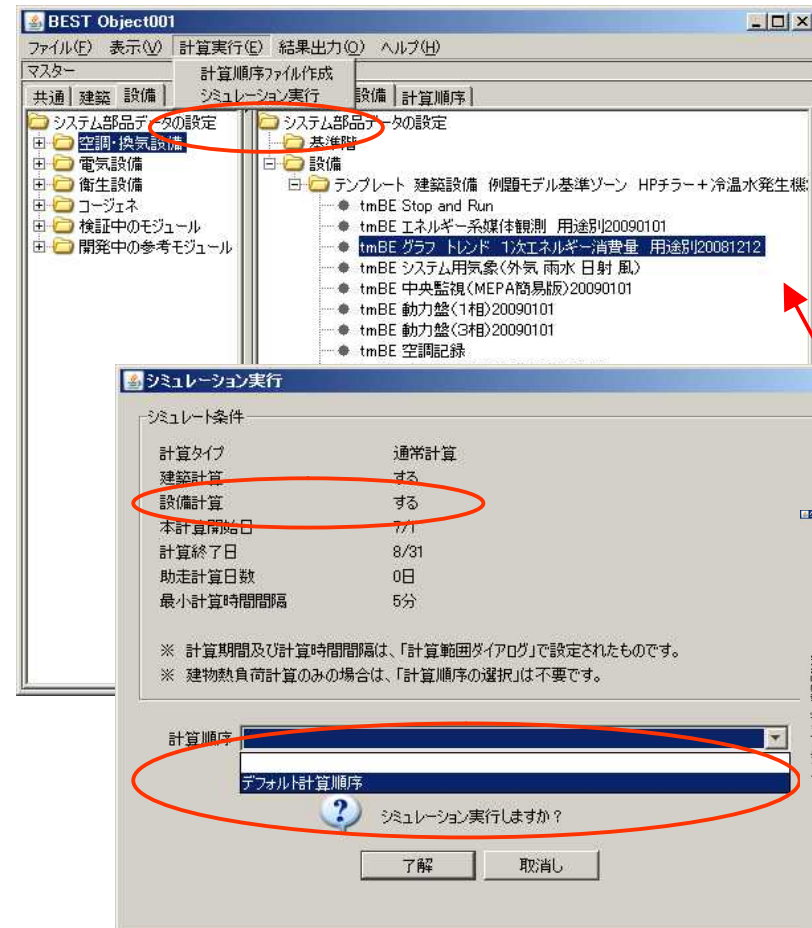 BEST Object001
ファイル(F) 表示(V) 計算実行(E) 結果出力(O) ヘルプ(H)
マスター
計算順序ファイル作成
シミュレーション実行
共通 建築 設備 設備 計算順序
システム部品データの設定
空調・換気設備
電気設備
衛生設備
コージェネ
検証中のモジュール
開発中の参考モジュール
システム部品データの設定
基準階
設備
テンプレート 建築設備 例題モデル基準ゾーン HPチラー+冷温水発生機
tmBE Stop and Run
tmBE エネルギー系媒体観測 用途別20090101
tmBE グラフ トレンド 1次エネルギー消費量 用途別20081212
tmBE システム用気象(外気 雨水 日射 風)
tmBE 中央監視(MEPA簡易版)20090101
tmBE 動力盤(1相)20090101
tmBE 動力盤(3相)20090101
tmBE 空調記録
シミュレーション実行
シミュレート条件
計算タイプ 通常計算
建築計算 する
設備計算 する
本計算開始日 7/1
計算終了日 8/31
助走計算日数 0日
最小計算時間間隔 5分
※ 計算期間及び計算時間間隔は、「計算範囲ダイアログ」で設定されたものです。
※ 建物熱負荷計算のみの場合は、「計算順序の選択」は不要です。
計算順序
デフォルト計算順序
シミュレーション実行しますか?
了解 取消し